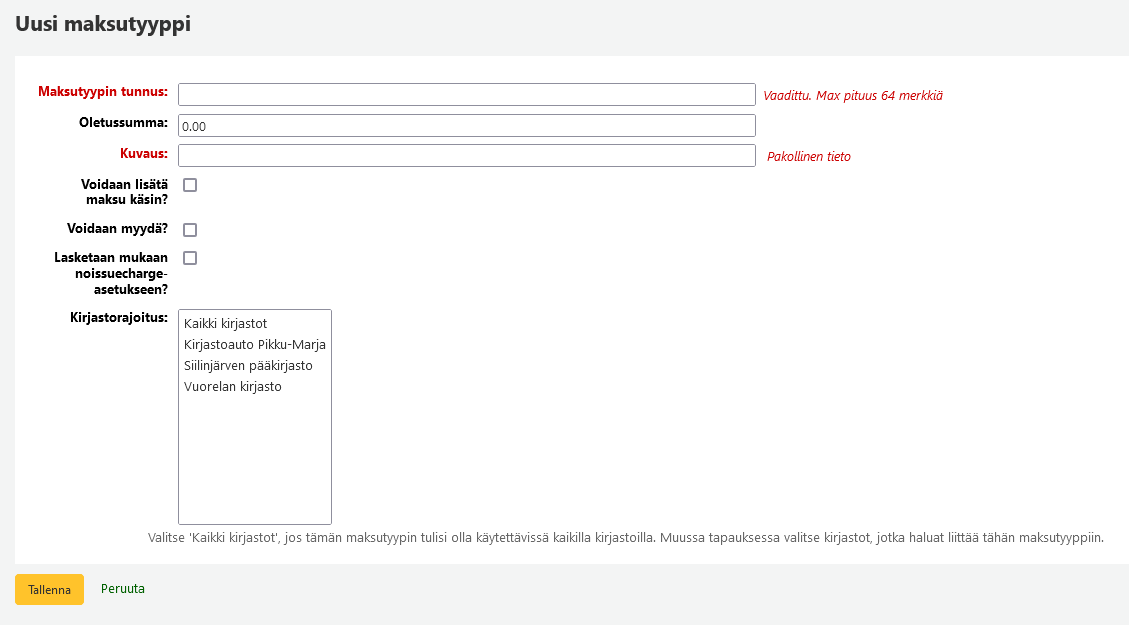 Uusi maksutyyppi
Maksutyypin tunnus:
Vaadittu. Max pituus 64 merkkiä
Oletussumma:
0.00
Kuvaus:
Pakollinen tieto
Voidaan lisätä
maksu käsin?
Voidaan myydä?
Lasketaan mukaan
noissuecharge-
asetukseen?
Kirjastorajoitus:
Kaikki kirjastot
Kirjastoauto Pikku-Marja
Siilinjärven pääkirjasto
Vuorelan kirjasto
Valitse 'Kaikki kirjastot', jos tämän maksutyypin tulisi olla käytettävissä kaikilla kirjastoilla. Muussa tapauksessa valitse kirjastot, jotka haluat liittää tähän maksutyyppiin.
Tallenna
Peruuta